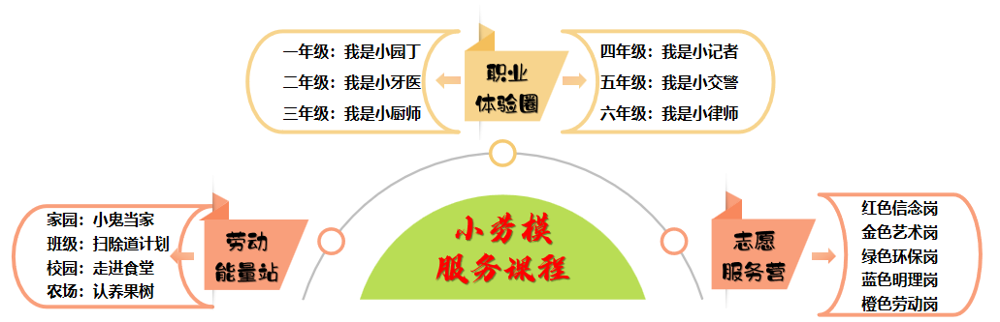 职业
体验圈
一年级：我是小园丁
二年级：我是小牙医
三年级：我是小厨师
四年级：我是小记者
五年级：我是小交警
六年级：我是小律师
小劳模
服务课程
劳动
能量站
家园：小鬼当家
班级：扫除道计划
校园：走进食堂
农场：认养果树
志愿
服务营
红色信念岗
金色艺术岗
绿色环保岗
蓝色明理岗
橙色劳动岗